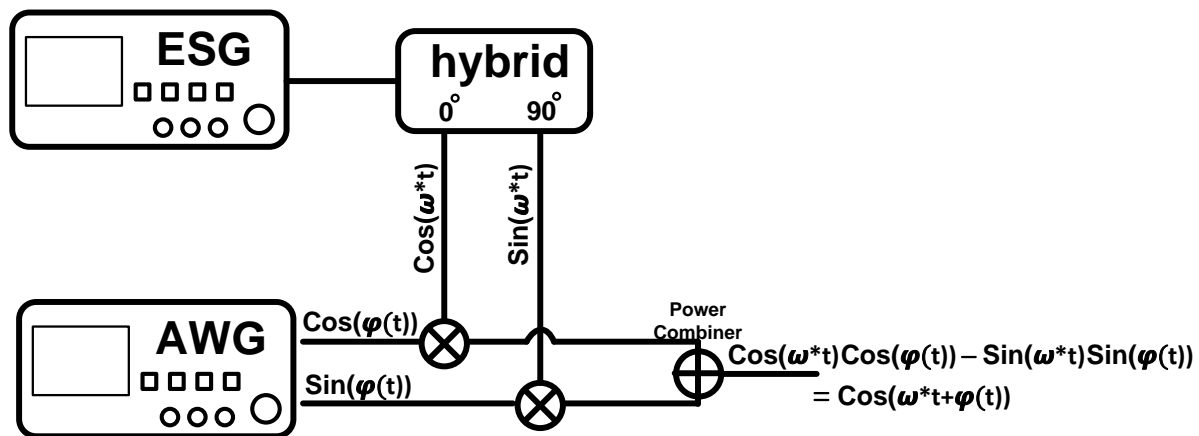 ESG
hybrid
0° 90°
Cos(ω*t)
Sin(ω*t)
AWG
Cos(φ(t))
Sin(φ(t))
Power
Combiner
Cos(ω*t)Cos(φ(t)) – Sin(ω*t)Sin(φ(t))
= Cos(ω*t+φ(t))